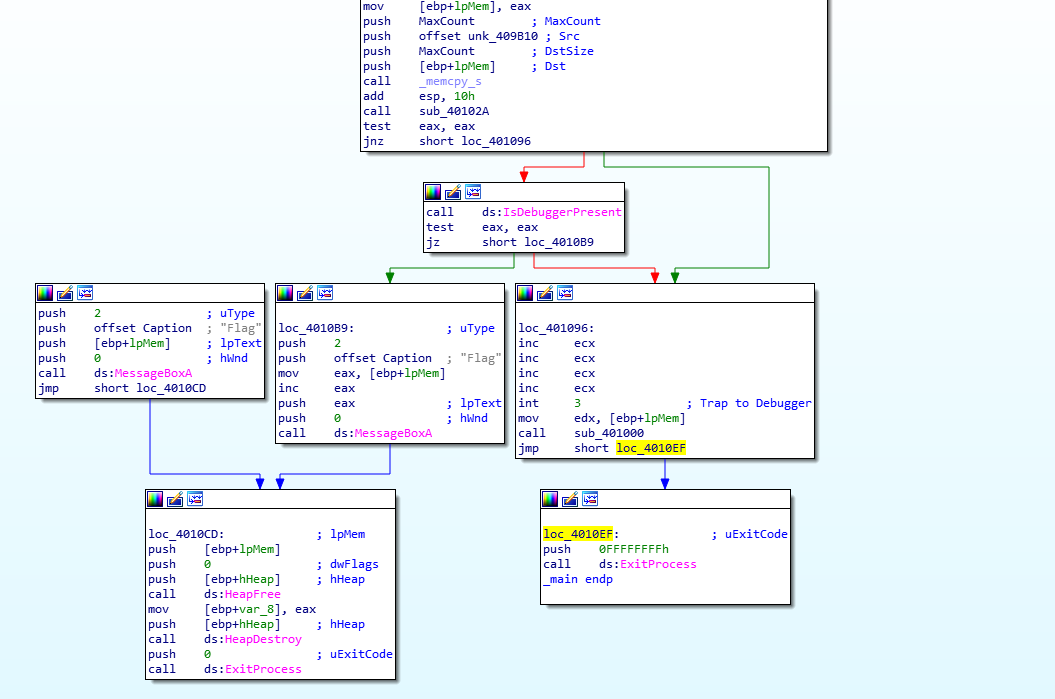 mov [ebp+lpMem], eax
push MaxCount ; MaxCount
push offset unk_409B10 ; Src
push MaxCount ; DstSize
push [ebp+lpMem] ; Dst
call _memcpy_s
add esp, 10h
call sub_40102A
test eax, eax
jnz short loc_401096
call ds:IsDebuggerPresent
test eax, eax
jz short loc_4010B9
push 2 ; uType
push offset Caption ; "Flag"
push [ebp+lpMem] ; lpText
push 0 ; hWnd
call ds:MessageBoxA
jmp short loc_4010CD
loc_4010B9: ; uType
push 2
push offset Caption ; "Flag"
mov eax, [ebp+lpMem]
inc eax
push eax ; lpText
push 0 ; hWnd
call ds:MessageBoxA
loc_401096:
inc ecx
inc ecx
inc ecx
inc ecx
int 3 ; Trap to Debugger
mov edx, [ebp+lpMem]
call sub_401000
jmp short loc_4010EF
loc_4010CD: ; lpMem
push [ebp+lpMem]
push 0 ; dwFlags
push [ebp+hHeap] ; hHeap
call ds:HeapFree
mov [ebp+var_8], eax
push [ebp+hHeap] ; hHeap
call ds:HeapDestroy
push 0 ; uExitCode
call ds:ExitProcess
loc_4010EF: ; uExitCode
push 0FFFFFFFFh
call ds:ExitProcess
_main endp